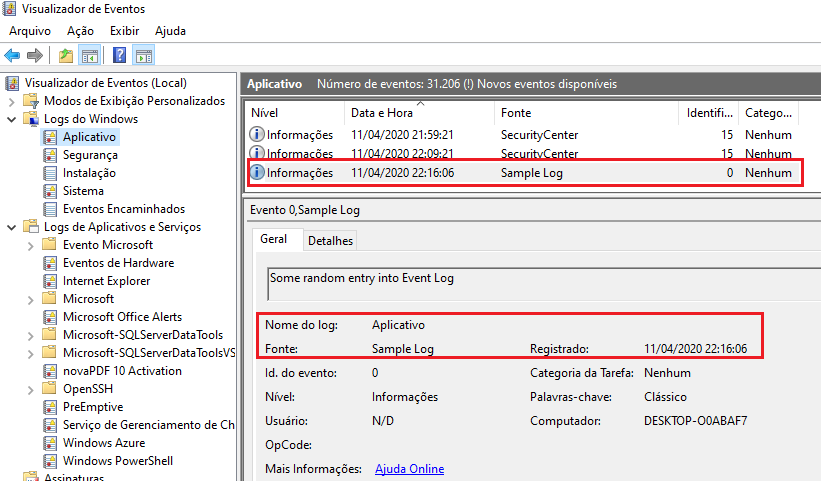 Visualizador de Eventos
Arquivo Ação Exibir Ajuda
Visualizador de Eventos (Local)
Modos de Exibição Personalizados
Logs do Windows
Aplicativo
Segurança
Instalação
Sistema
Eventos Encaminhados
Logs de Aplicativos e Serviços
Evento Microsoft
Eventos de Hardware
Internet Explorer
Microsoft
Microsoft Office Alerts
Microsoft-SQLServerDataTools
Microsoft-SQLServerDataToolsVS
novaPDF 10 Activation
OpenSSH
PreEmptive
Serviço de Gerenciamento de Ch
Windows Azure
Windows PowerShell
Assinaturas
Aplicativo Número de eventos: 31.206 (!) Novos eventos disponíveis
Nível Data e Hora Fonte Identifi... Catego...
Informações 11/04/2020 21:59:21 SecurityCenter 15 Nenhum
Informações 11/04/2020 22:09:21 SecurityCenter 15 Nenhum
Informações 11/04/2020 22:16:06 Sample Log 0 Nenhum
Evento 0,Sample Log
Geral Detalhes
Some random entry into Event Log
Nome do log: Aplicativo
Fonte: Sample Log Registrado: 11/04/2020 22:16:06
Id. do evento: 0 Categoria da Tarefa: Nenhum
Nível: Informações Palavras-chave: Clássico
Usuário: N/D Computador: DESKTOP-O0ABAF7
OpCode:
Mais Informações: Ajuda Online